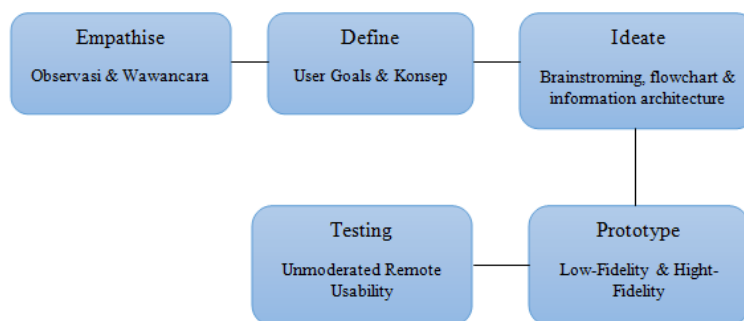 Empathise
Observasi & Wawancara
Define
User Goals & Konsep
Ideate
Brainstroming, flowchart &
information architecture
Testing
Unmoderated Remote
Usability
Prototype
Low-Fidelity & Hight-
Fidelity